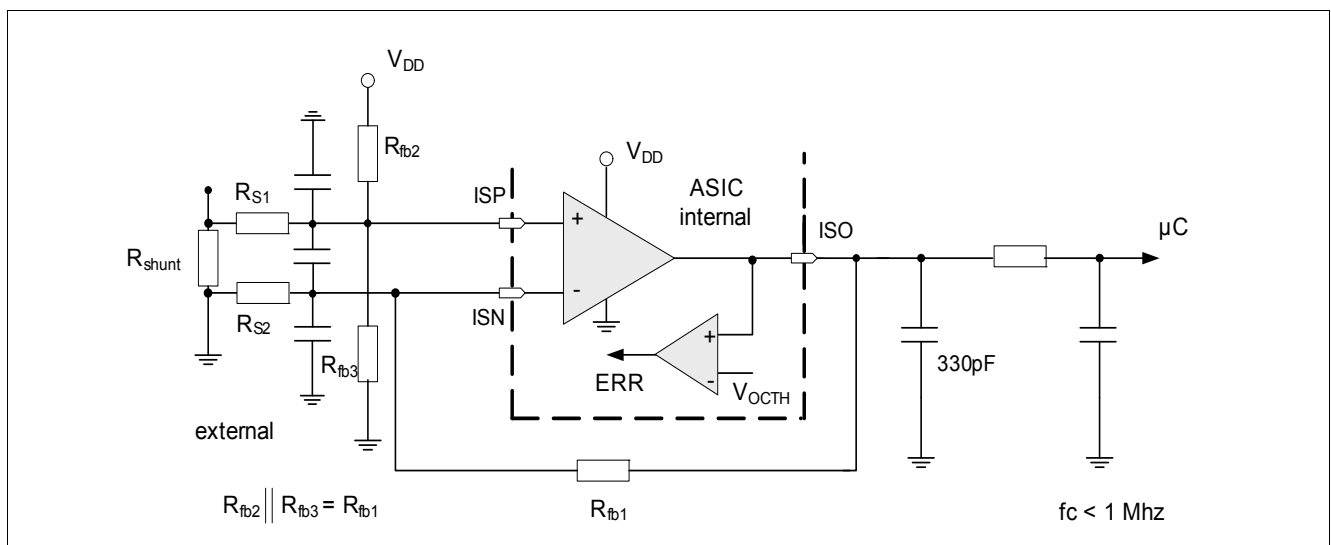 V_DD
R_fb2
V_DD
ASIC
internal
R_S1
ISP
+
ISO
µC
R_shunt
-
R_S2
ISN
+
R_fb3
330pF
ERR
-
V_OCTH
external
R_fb2 || R_fb3 = R_fb1
R_fb1
fc < 1 Mhz